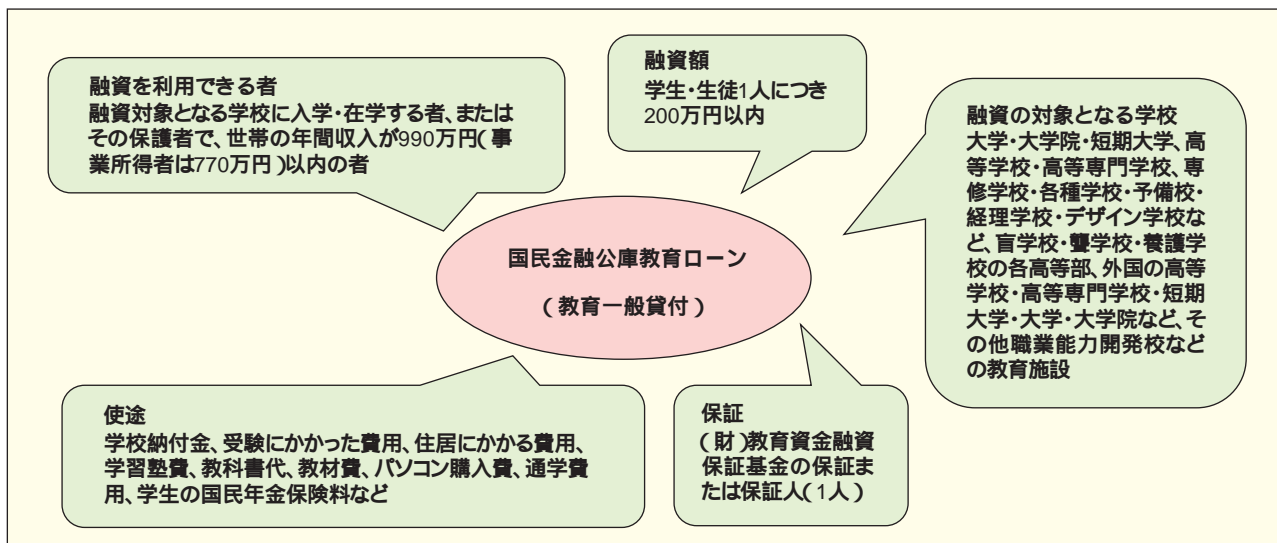 融資を利用できる者
融資対象となる学校に入学・在学する者、または
その保護者で、世帯の年間収入が990万円(事
業所得者は770万円)以内の者
融資額
学生・生徒1人につき
200万円以内
融資の対象となる学校
大学・大学院・短期大学、高
等学校・高等専門学校、専
修学校・各種学校・予備校・
経理学校・デザイン学校な
ど、盲学校・聾学校・養護学
校の各高等部、外国の高等
学校・高等専門学校・短期
大学・大学・大学院など、そ
の他職業能力開発校など
の教育施設
国民金融公庫教育ローン
(教育一般貸付)
使途
学校納付金、受験にかかった費用、住居にかかる費用、
学習塾費、教科書代、教材費、パソコン購入費、通学費
用、学生の国民年金保険料など
保証
(財)教育資金融資
保証基金の保証ま
たは保証人(1人)